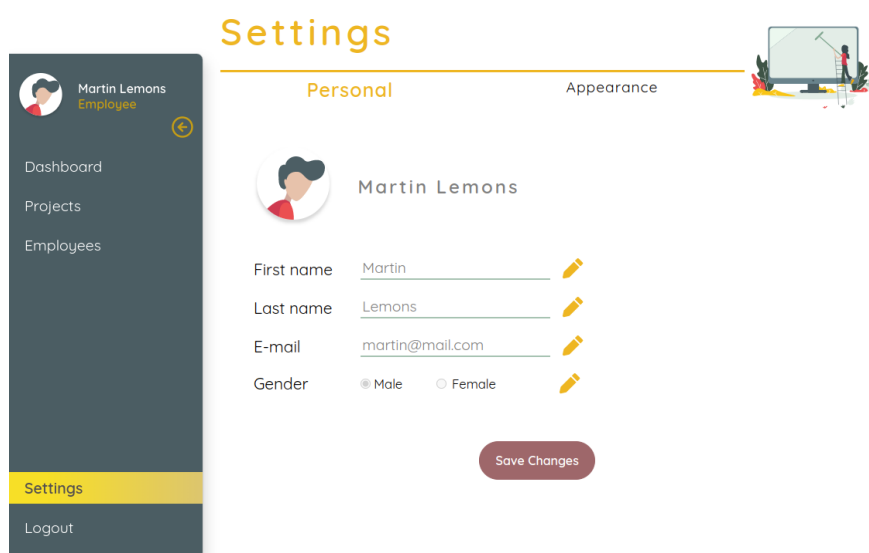 Settings
Martin Lemons
Employee
Dashboard
Projects
Employees
Settings
Logout
Personal
Appearance
Martin Lemons
First name Martin
Last name Lemons
E-mail martin@mail.com
Gender Male Female
Save Changes